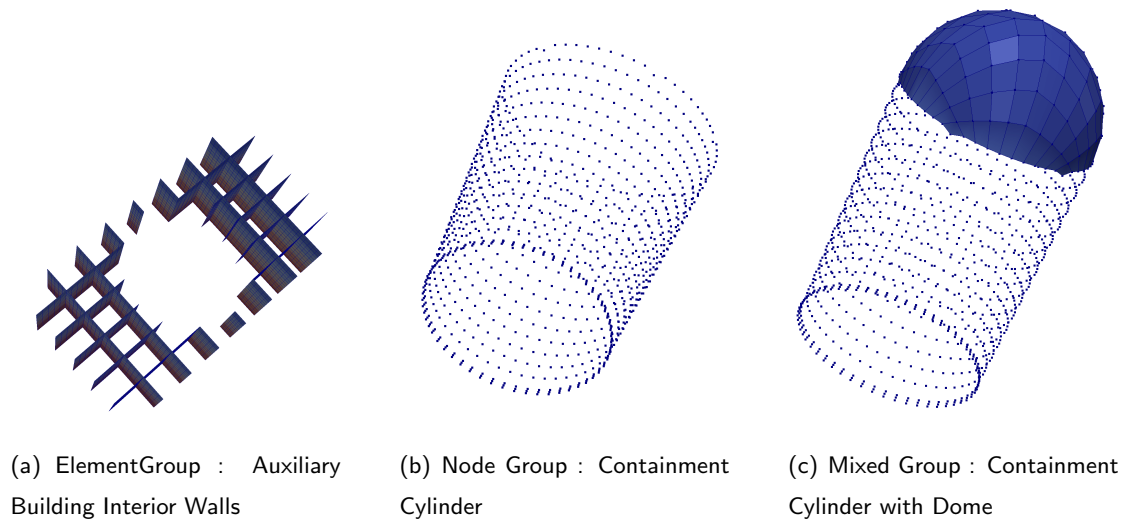 (a) ElementGroup : Auxiliary
Building Interior Walls
(b) Node Group : Containment
Cylinder
(c) Mixed Group : Containment
Cylinder with Dome